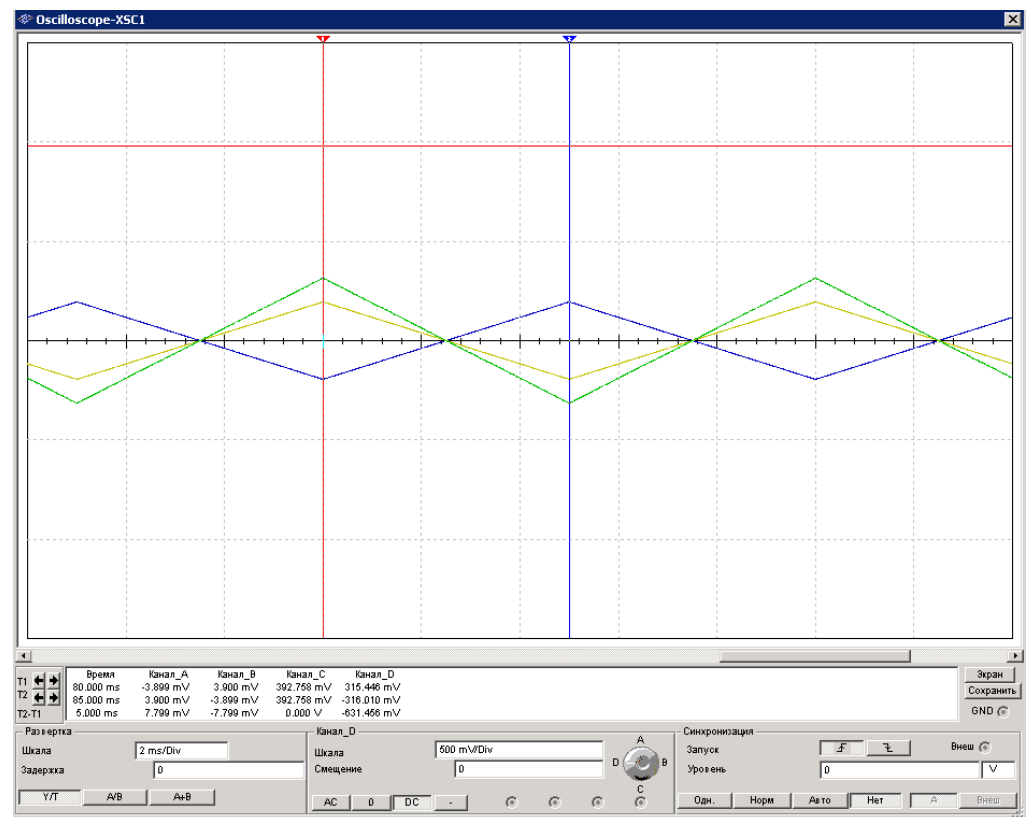 Oscilloscope-XSC1
1
2
Время Канал_A Канал_B Канал_C Канал_D
T1 80.000 ms -3.899 mV 3.900 mV 392.758 mV 315.446 mV
T2 85.000 ms 3.900 mV -3.899 mV 392.758 mV -316.010 mV
T2-T1 5.000 ms 7.799 mV -7.799 mV 0.000 V -631.456 mV
Экран
Сохранить
GND
Развертка
Шкала 2 ms/Div
Задержка 0
Y/T A/B A+B
Канал_D
Шкала 500 mV/Div
Смещение 0
AC 0 DC -
A
D B
C
Синхронизация
Запуск Внеш
Уровень 0 V
Одн. Норм Авто Нет A Внеш